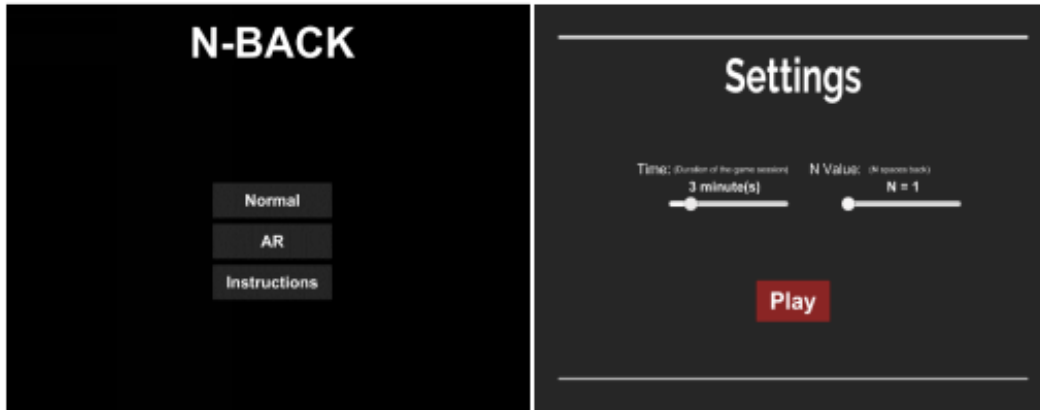 N-BACK
Normal
AR
Instructions
Settings
Time: (Duration of the game session) N Value: (N spaces back)
3 minute(s) N = 1
Play